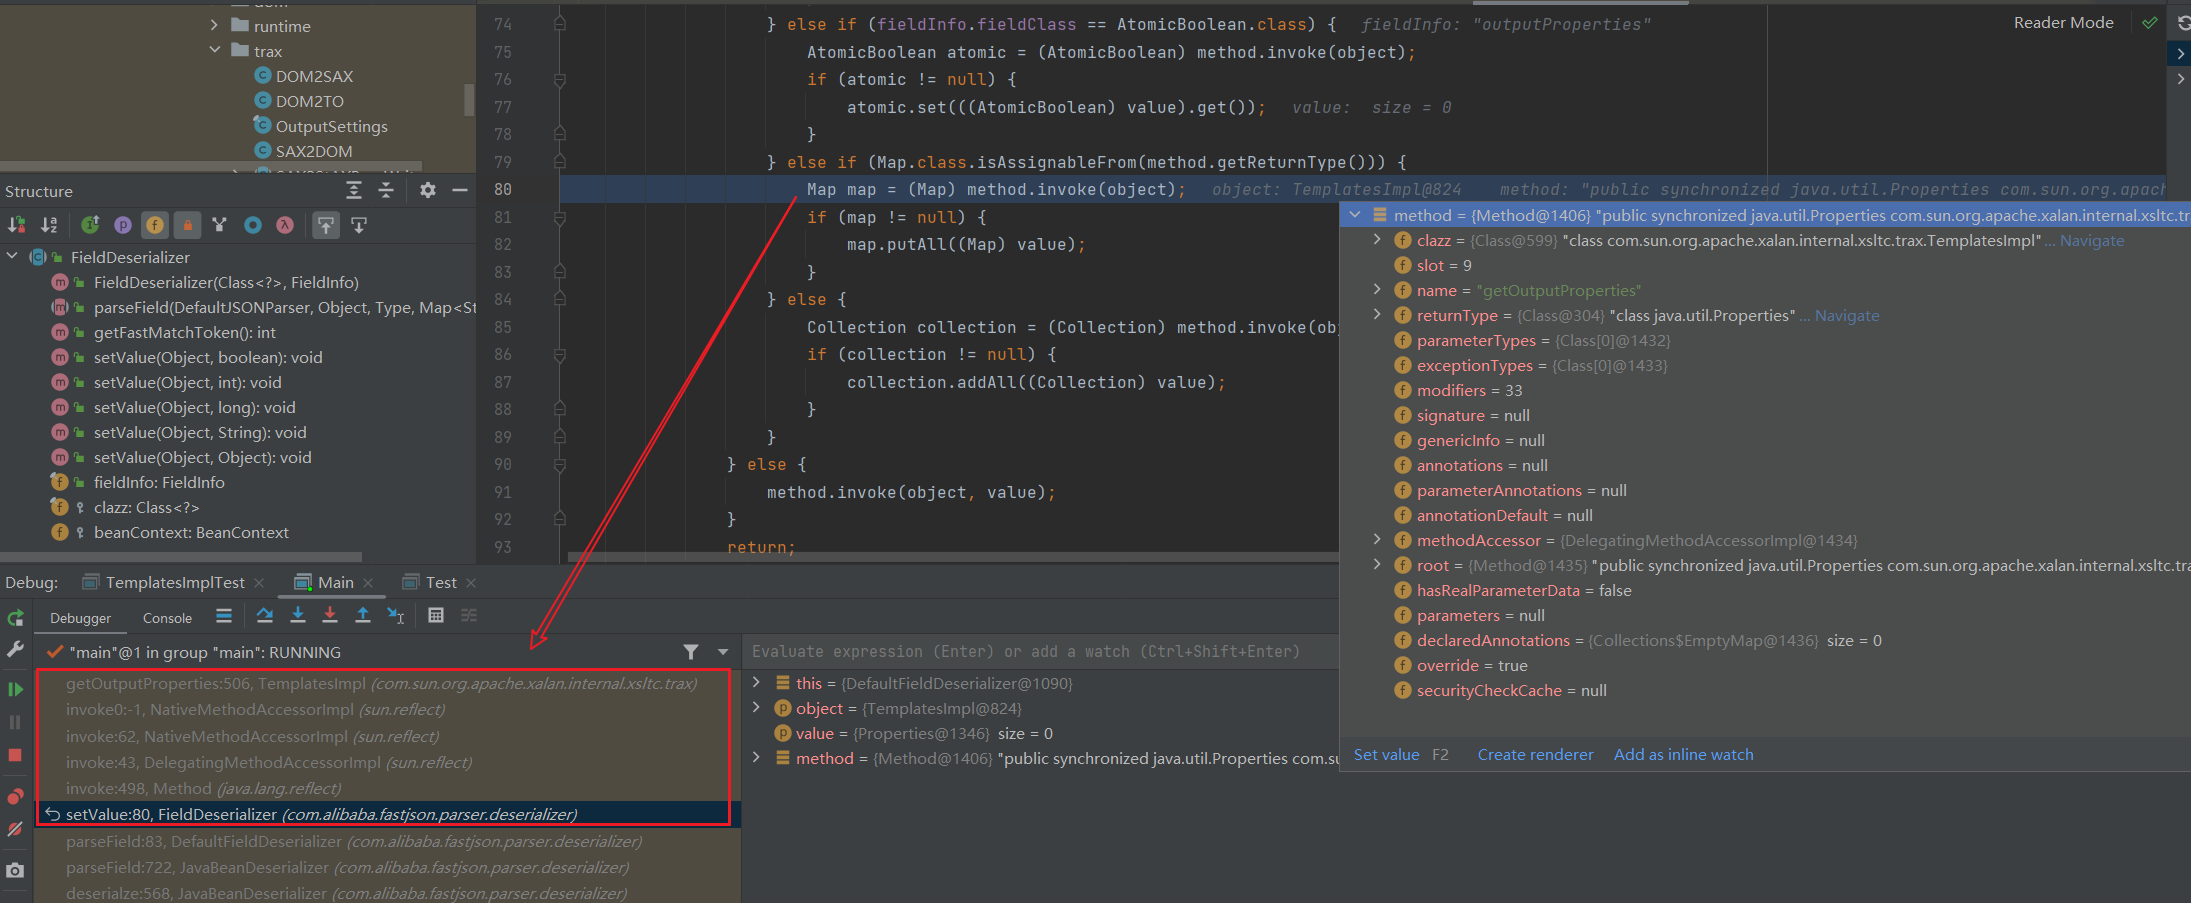 runtime
trax
DOM2SAX
DOM2TO
OutputSettings
SAX2DOM
Structure
FieldDeserializer
FieldDeserializer(Class<?>, FieldInfo)
parseField(DefaultJSONParser, Object, Type, Map<St
getFastMatchToken(): int
setValue(Object, boolean): void
setValue(Object, int): void
setValue(Object, long): void
setValue(Object, String): void
setValue(Object, Object): void
fieldInfo: FieldInfo
clazz: Class<?>
beanContext: BeanContext
Reader Mode
74 } else if (fieldInfo.fieldClass == AtomicBoolean.class) { fieldInfo: "outputProperties"
75 AtomicBoolean atomic = (AtomicBoolean) method.invoke(object);
76 if (atomic != null) {
77 atomic.set(((AtomicBoolean) value).get()); value: size = 0
78 }
79 } else if (Map.class.isAssignableFrom(method.getReturnType())) {
80 Map map = (Map) method.invoke(object); object: TemplatesImpl@824 method: "public synchronized java.util.Properties com.sun.org.apach
81 if (map != null) {
82 map.putAll((Map) value);
83 }
84 } else {
85 Collection collection = (Collection) method.invoke(obj
86 if (collection != null) {
87 collection.addAll((Collection) value);
88 }
89 }
90 } else {
91 method.invoke(object, value);
92 }
93 return;
method = {Method@1406} "public synchronized java.util.Properties com.sun.org.apache.xalan.internal.xsltc.tr
clazz = {Class@599} "class com.sun.org.apache.xalan.internal.xsltc.trax.TemplatesImpl" ... Navigate
slot = 9
name = "getOutputProperties"
returnType = {Class@304} "class java.util.Properties" ... Navigate
parameterTypes = {Class[0]@1432}
exceptionTypes = {Class[0]@1433}
modifiers = 33
signature = null
genericInfo = null
annotations = null
parameterAnnotations = null
annotationDefault = null
methodAccessor = {DelegatingMethodAccessorImpl@1434}
root = {Method@1435} "public synchronized java.util.Properties com.sun.org.apache.xalan.internal.xsltc.tra
hasRealParameterData = false
parameters = null
declaredAnnotations = {Collections$EmptyMap@1436} size = 0
override = true
securityCheckCache = null
Set value F2 Create renderer Add as inline watch
Debug: TemplatesImplTest Main Test
Debugger Console
"main"@1 in group "main": RUNNING
getOutputProperties:506, TemplatesImpl (com.sun.org.apache.xalan.internal.xsltc.trax)
invoke0:-1, NativeMethodAccessorImpl (sun.reflect)
invoke:62, NativeMethodAccessorImpl (sun.reflect)
invoke:43, DelegatingMethodAccessorImpl (sun.reflect)
invoke:498, Method (java.lang.reflect)
setValue:80, FieldDeserializer (com.alibaba.fastjson.parser.deserializer)
parseField:83, DefaultFieldDeserializer (com.alibaba.fastjson.parser.deserializer)
parseField:722, JavaBeanDeserializer (com.alibaba.fastjson.parser.deserializer)
deserialze:568, JavaBeanDeserializer (com.alibaba.fastjson.parser.deserializer)
Evaluate expression (Enter) or add a watch (Ctrl+Shift+Enter)
this = {DefaultFieldDeserializer@1090}
object = {TemplatesImpl@824}
value = {Properties@1346} size = 0
method = {Method@1406} "public synchronized java.util.Properties com.su